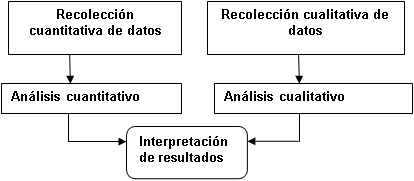 Recolección
cuantitativa de datos
Recolección cualitativa de
datos
Análisis cuantitativo
Análisis cualitativo
Interpretación
de resultados